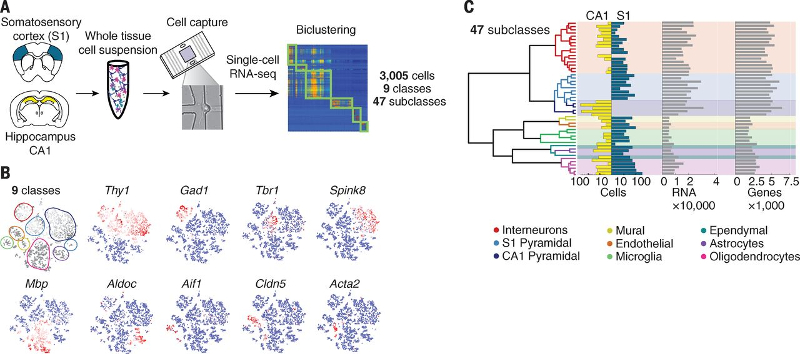 A
Somatosensory
cortex (S1)
Hippocampus
CA1
Whole tissue
cell suspension
Cell capture
Single-cell
RNA-seq
Biclustering
3,005 cells
9 classes
47 subclasses
B
9 classes
Thy1
Gad1
Tbr1
Spink8
Mbp
Aldoc
Aif1
Cldn5
Acta2
C
47 subclasses
CA1 S1
100 10 10 100
Cells
0 1 2 4
RNA
×10,000
0 2.5 5 7.5
Genes
×1,000
Interneurons
S1 Pyramidal
CA1 Pyramidal
Mural
Endothelial
Microglia
Ependymal
Astrocytes
Oligodendrocytes